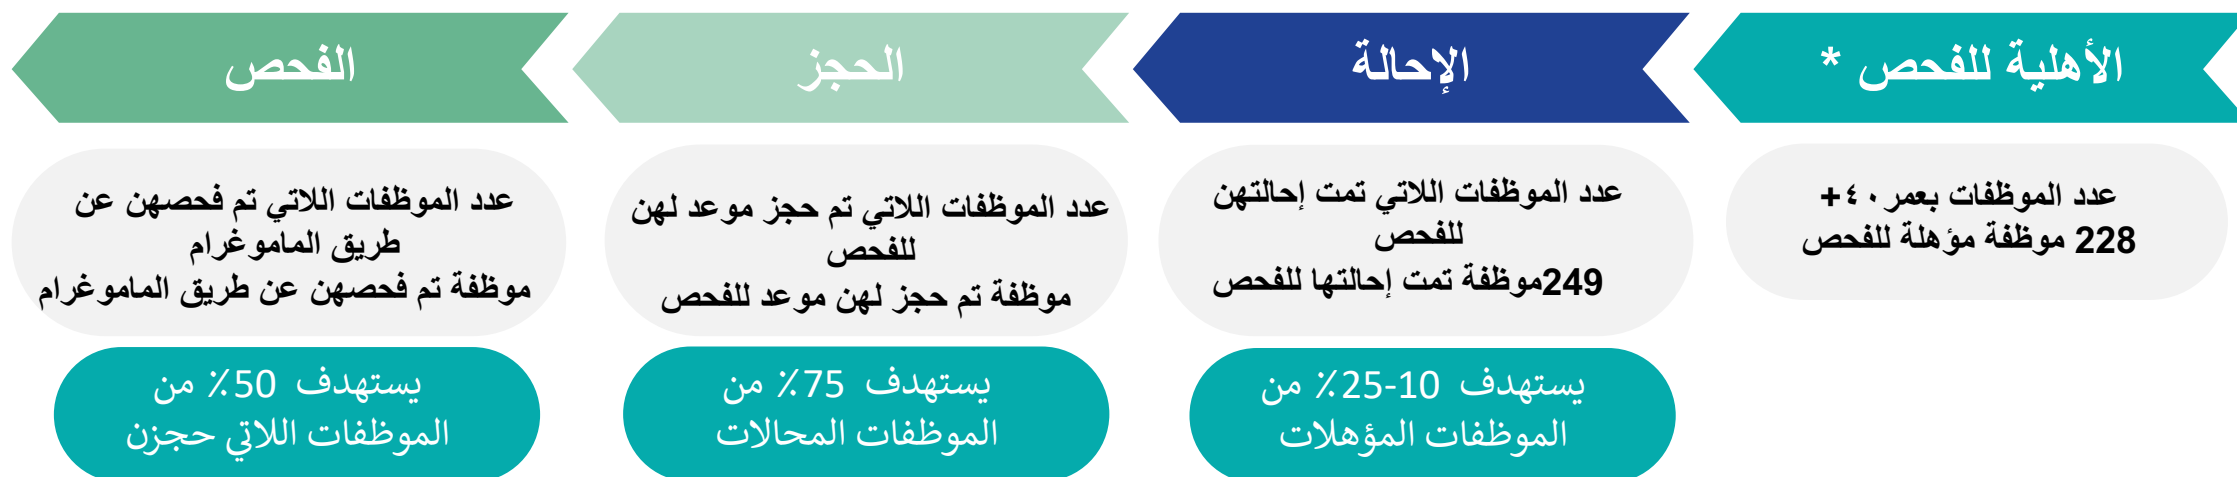 الأهلية للفحص *
عدد الموظفات بعمر ٤٠+
228 موظفة مؤهلة للفحص
الإحالة
عدد الموظفات اللاتي تمت إحالتهن
للفحص
249موظفة تمت إحالتها للفحص
يستهدف 10-25٪ من
الموظفات المؤهلات
الحجز
عدد الموظفات اللاتي تم حجز موعد لهن
للفحص
موظفة تم حجز لهن موعد للفحص
يستهدف 75٪ من
الموظفات المحالات
الفحص
عدد الموظفات اللاتي تم فحصهن عن
طريق الماموغرام
موظفة تم فحصهن عن طريق الماموغرام
يستهدف 50٪ من
الموظفات اللاتي حجزن